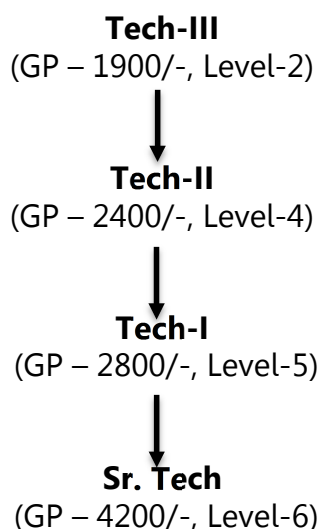 Tech-III
(GP – 1900/-, Level-2)
Tech-II
(GP – 2400/-, Level-4)
Tech-I
(GP – 2800/-, Level-5)
Sr. Tech
(GP – 4200/-, Level-6)